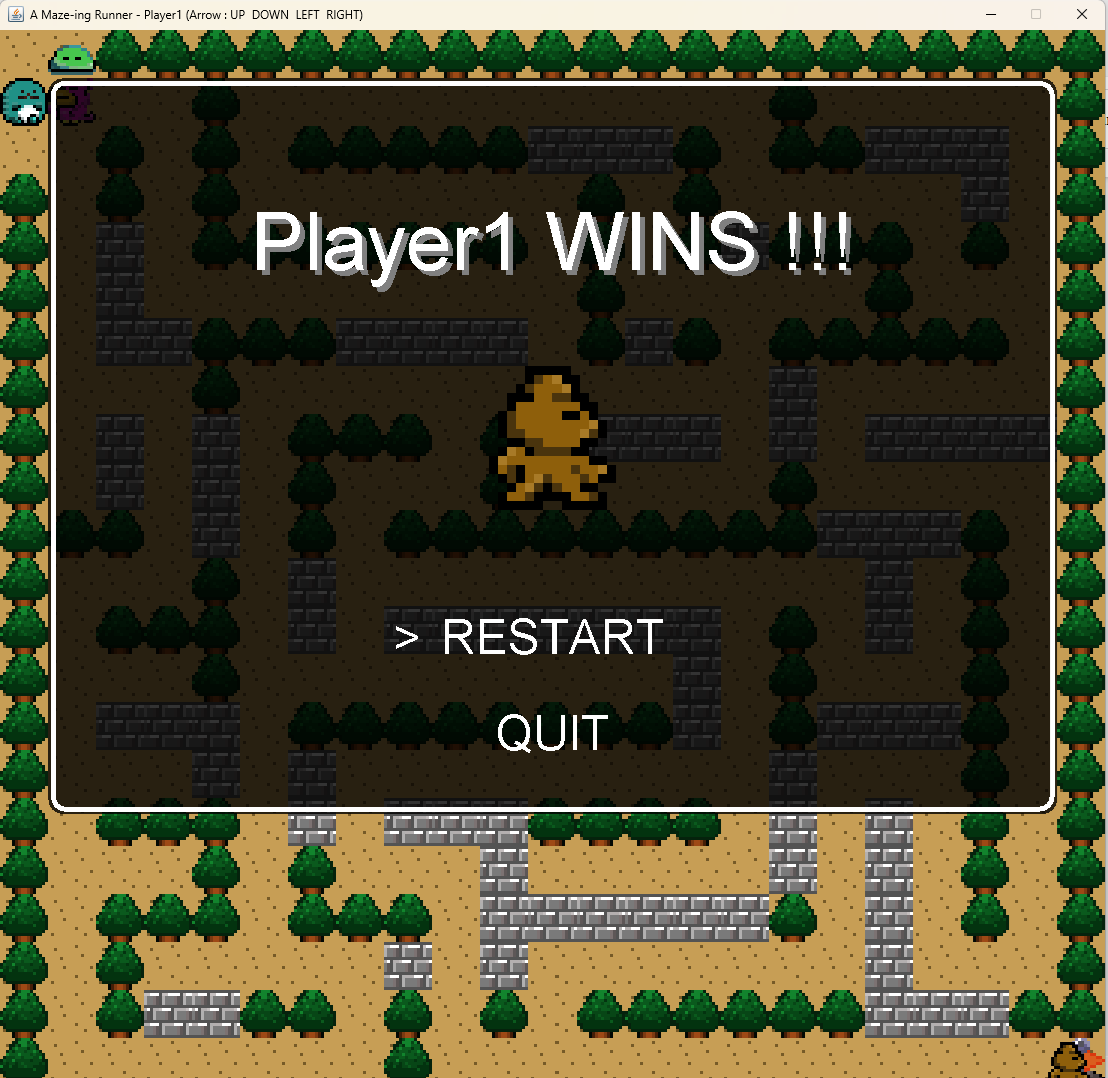 A Maze-ing Runner - Player1 (Arrow : UP DOWN LEFT RIGHT)
Player1 WINS !!!
> RESTART
QUIT